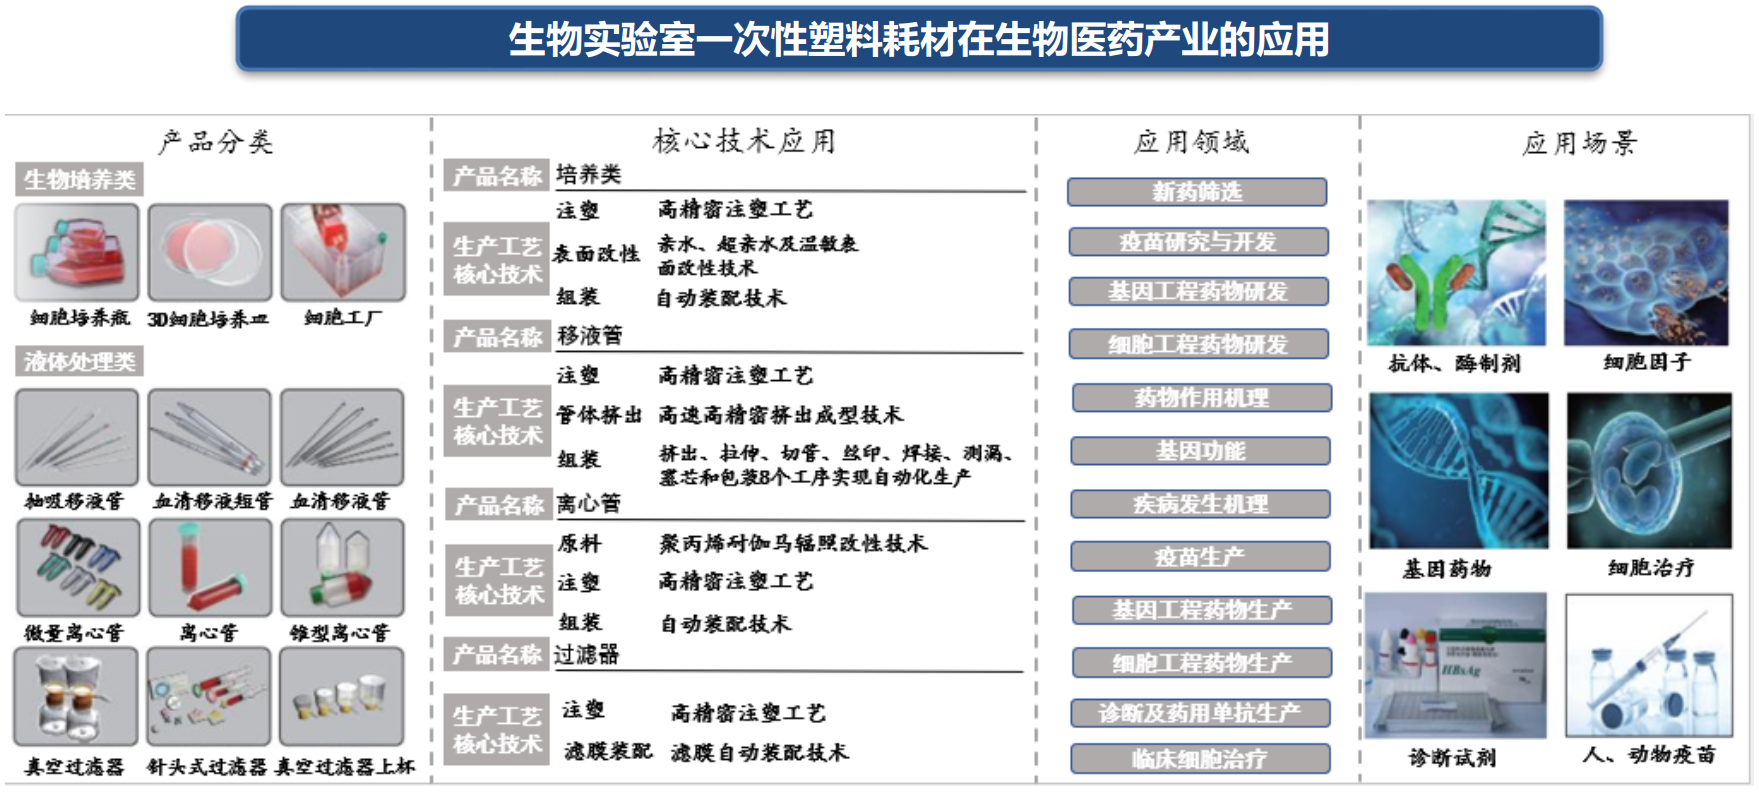 生物实验室一次性塑料耗材在生物医药产业的应用
产品分类
生物培养类
细胞培养瓶
3D细胞培养皿
细胞工厂
液体处理类
抽吸移液管
血清移液短管
血清移液管
微量离心管
离心管
锥型离心管
真空过滤器
针头式过滤器
真空过滤器上杯
核心技术应用
产品名称 培养类
生产工艺
核心技术
注塑 高精密注塑工艺
表面改性 亲水、超亲水及温敏表
面改性技术
组装 自动装配技术
产品名称 移液管
生产工艺
核心技术
注塑 高精密注塑工艺
管体挤出 高速高精密挤出成型技术
组装 挤出、拉伸、切管、丝印、焊接、测漏、
塞芯和包装8个工序实现自动化生产
产品名称 离心管
生产工艺
核心技术
原料 聚丙烯耐伽马辐照改性技术
注塑 高精密注塑工艺
组装 自动装配技术
产品名称 过滤器
生产工艺
核心技术
注塑 高精密注塑工艺
滤膜装配 滤膜自动装配技术
应用领域
新药筛选
疫苗研究与开发
基因工程药物研发
细胞工程药物研发
药物作用机理
基因功能
疾病发生机理
疫苗生产
基因工程药物生产
细胞工程药物生产
诊断及药用单抗生产
临床细胞治疗
应用场景
抗体、酶制剂
细胞因子
基因药物
细胞治疗
HBsAg
诊断试剂
人、动物疫苗